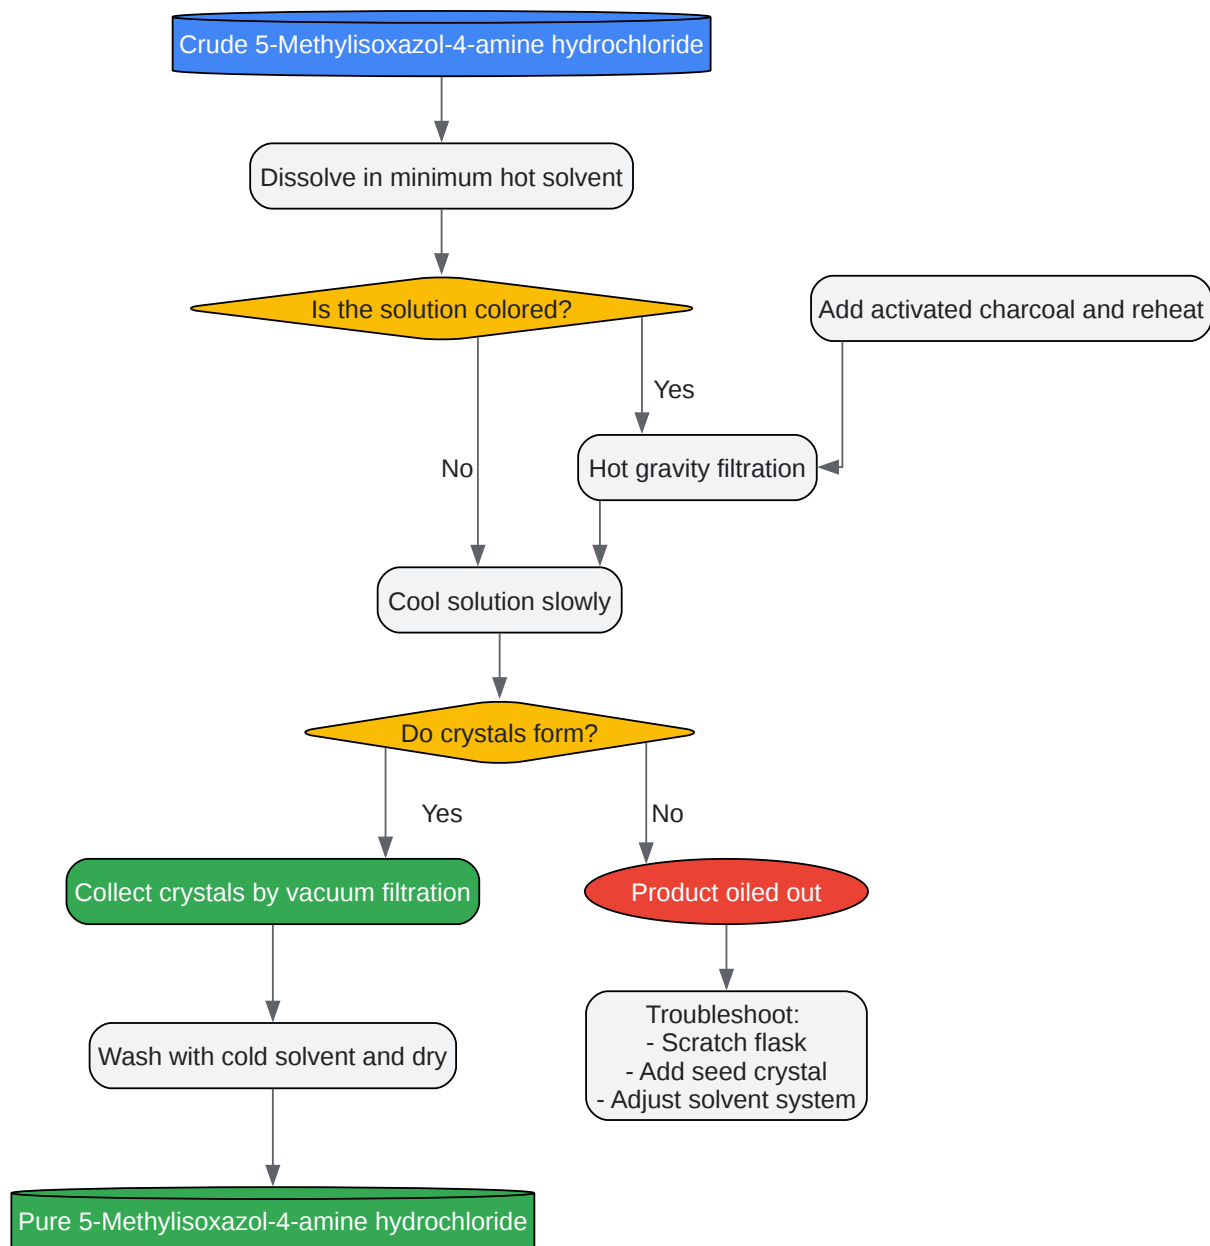 Crude 5-Methylisoxazol-4-amine hydrochloride
Dissolve in minimum hot solvent
Is the solution colored?
Add activated charcoal and reheat
Yes
No
Hot gravity filtration
Cool solution slowly
Do crystals form?
Yes
No
Collect crystals by vacuum filtration
Product oiled out
Troubleshoot:
- Scratch flask
- Add seed crystal
- Adjust solvent system
Wash with cold solvent and dry
Pure 5-Methylisoxazol-4-amine hydrochloride